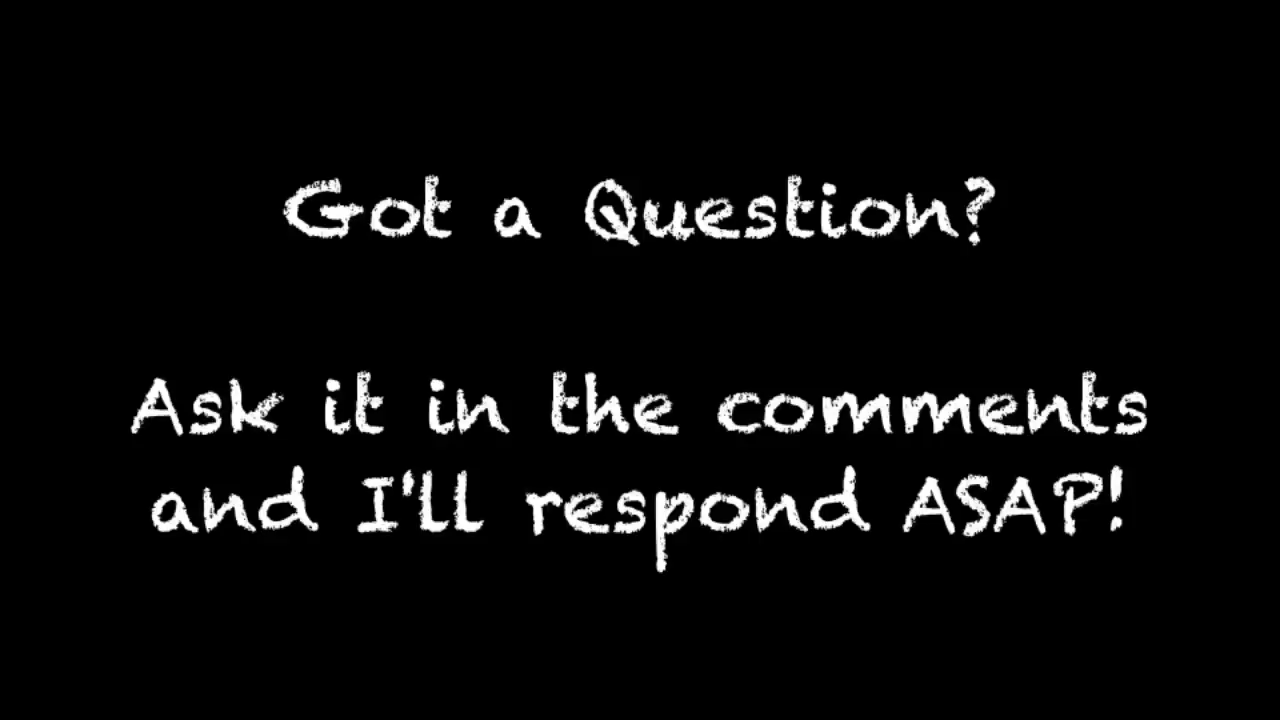 Got a Question?
Ask it in the comments
and I'll respond ASAP!